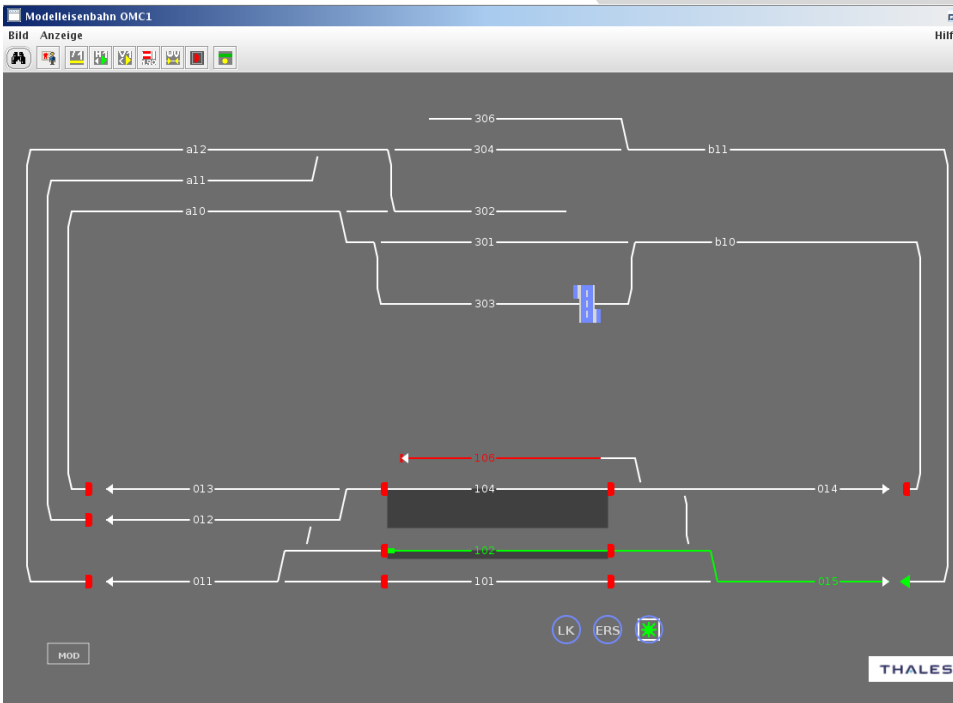 Modelleisenbahn OMC1
Bild Anzeige Hilf
306
a12 304 b11
a11
a10 302
301 b10
303
106
013 104 014
012
102
011 101 015
LK ERS
MOD
THALES